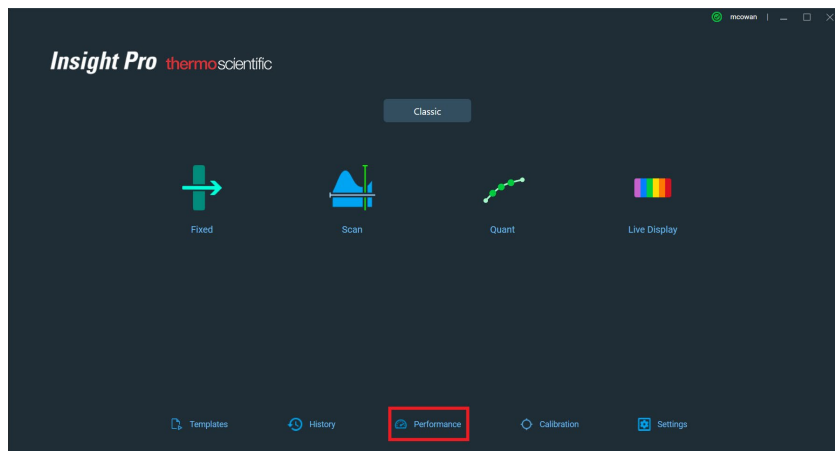 mcowan
Insight Pro thermoscientific
Classic
Fixed Scan Quant Live Display
Templates History Performance Calibration Settings